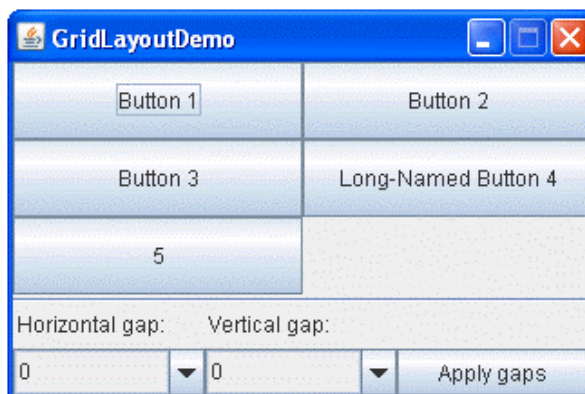 GridLayoutDemo
Button 1 Button 2
Button 3 Long-Named Button 4
5
Horizontal gap: Vertical gap:
0 0 Apply gaps